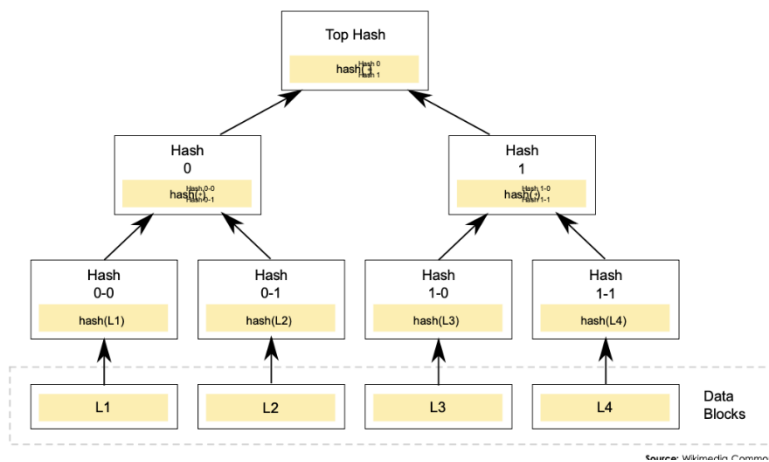 Top Hash
hash( + )
Hash 0
Hash 1
Hash
0
hash( + )
Hash 0-0
Hash 0-1
Hash
1
hash( + )
Hash 1-0
Hash 1-1
Hash
0-0
hash(L1)
Hash
0-1
hash(L2)
Hash
1-0
hash(L3)
Hash
1-1
hash(L4)
L1
L2
L3
L4
Data
Blocks
Source: Wikimedia Commo